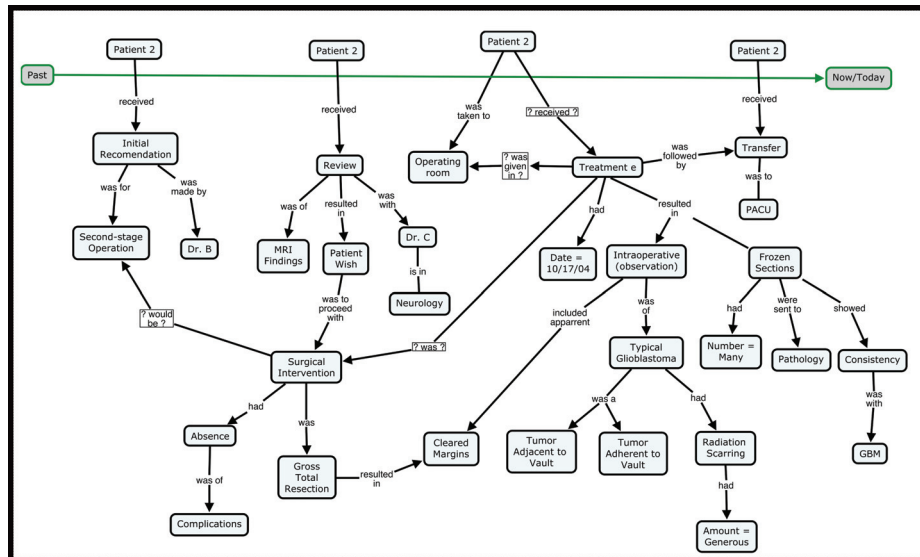 Patient 2
Patient 2
Patient 2
Patient 2
Past
Now/Today
received
received
was
taken to
? received ?
received
Initial
Recomendation
Review
Operating
room
? was
given
in ?
Treatment e
was
followed
by
Transfer
was for
was
made by
was of
resulted
in
was
with
had
resulted
in
was to
PACU
Second-stage
Operation
Dr. B
MRI
Findings
Patient
Wish
Dr. C
is in
Neurology
Date =
10/17/04
Intraoperative
(observation)
Frozen
Sections
? would
be ?
was to
proceed
with
included
apparrent
was
of
had
were
sent to
showed
? was ?
Surgical
Intervention
Typical
Glioblastoma
Number =
Many
Pathology
Consistency
had
was
was a
had
was
with
Absence
Cleared
Margins
Tumor
Adjacent to
Vault
Tumor
Adherent to
Vault
Radiation
Scarring
GBM
was of
Gross
Total
Resection
resulted
in
had
Complications
Amount =
Generous